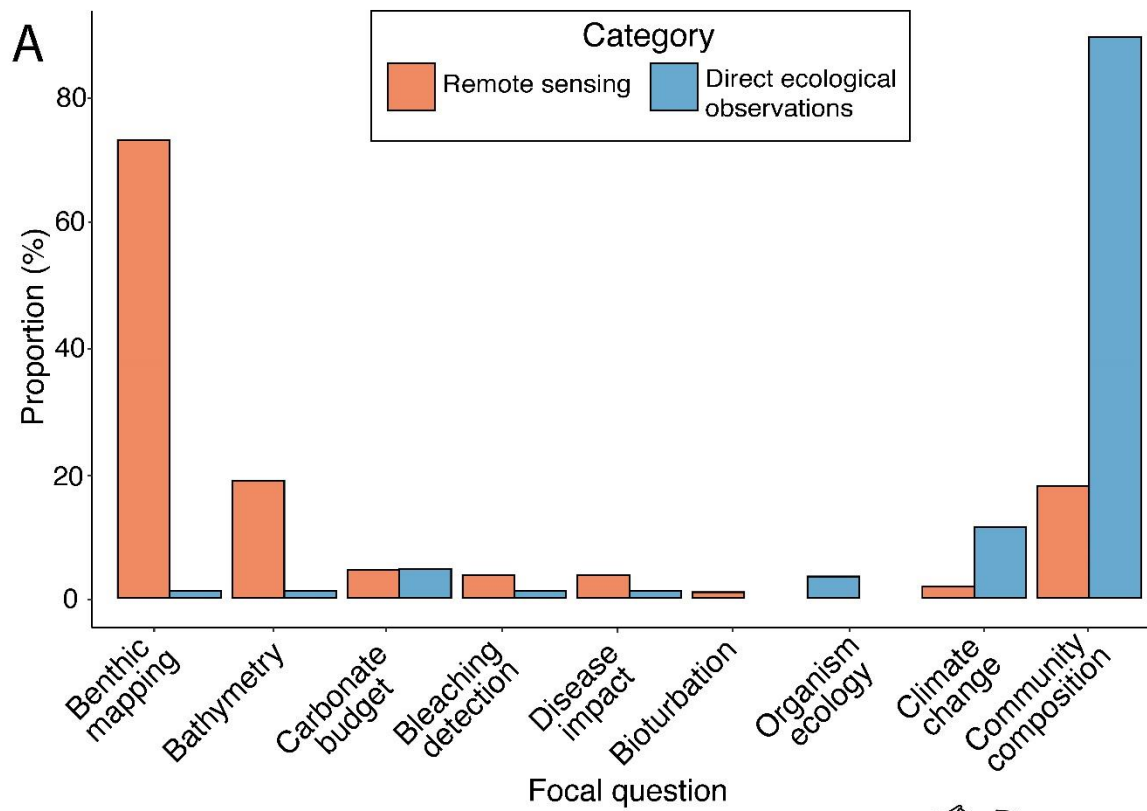 A
Category
Remote sensing
Direct ecological
observations
Proportion (%)
80
60
40
20
0
Benthic
mapping
Bathymetry
Carbonate
budget
Bleaching
detection
Disease
impact
Bioturbation
Organism
ecology
Climate
change
Community
composition
Focal question